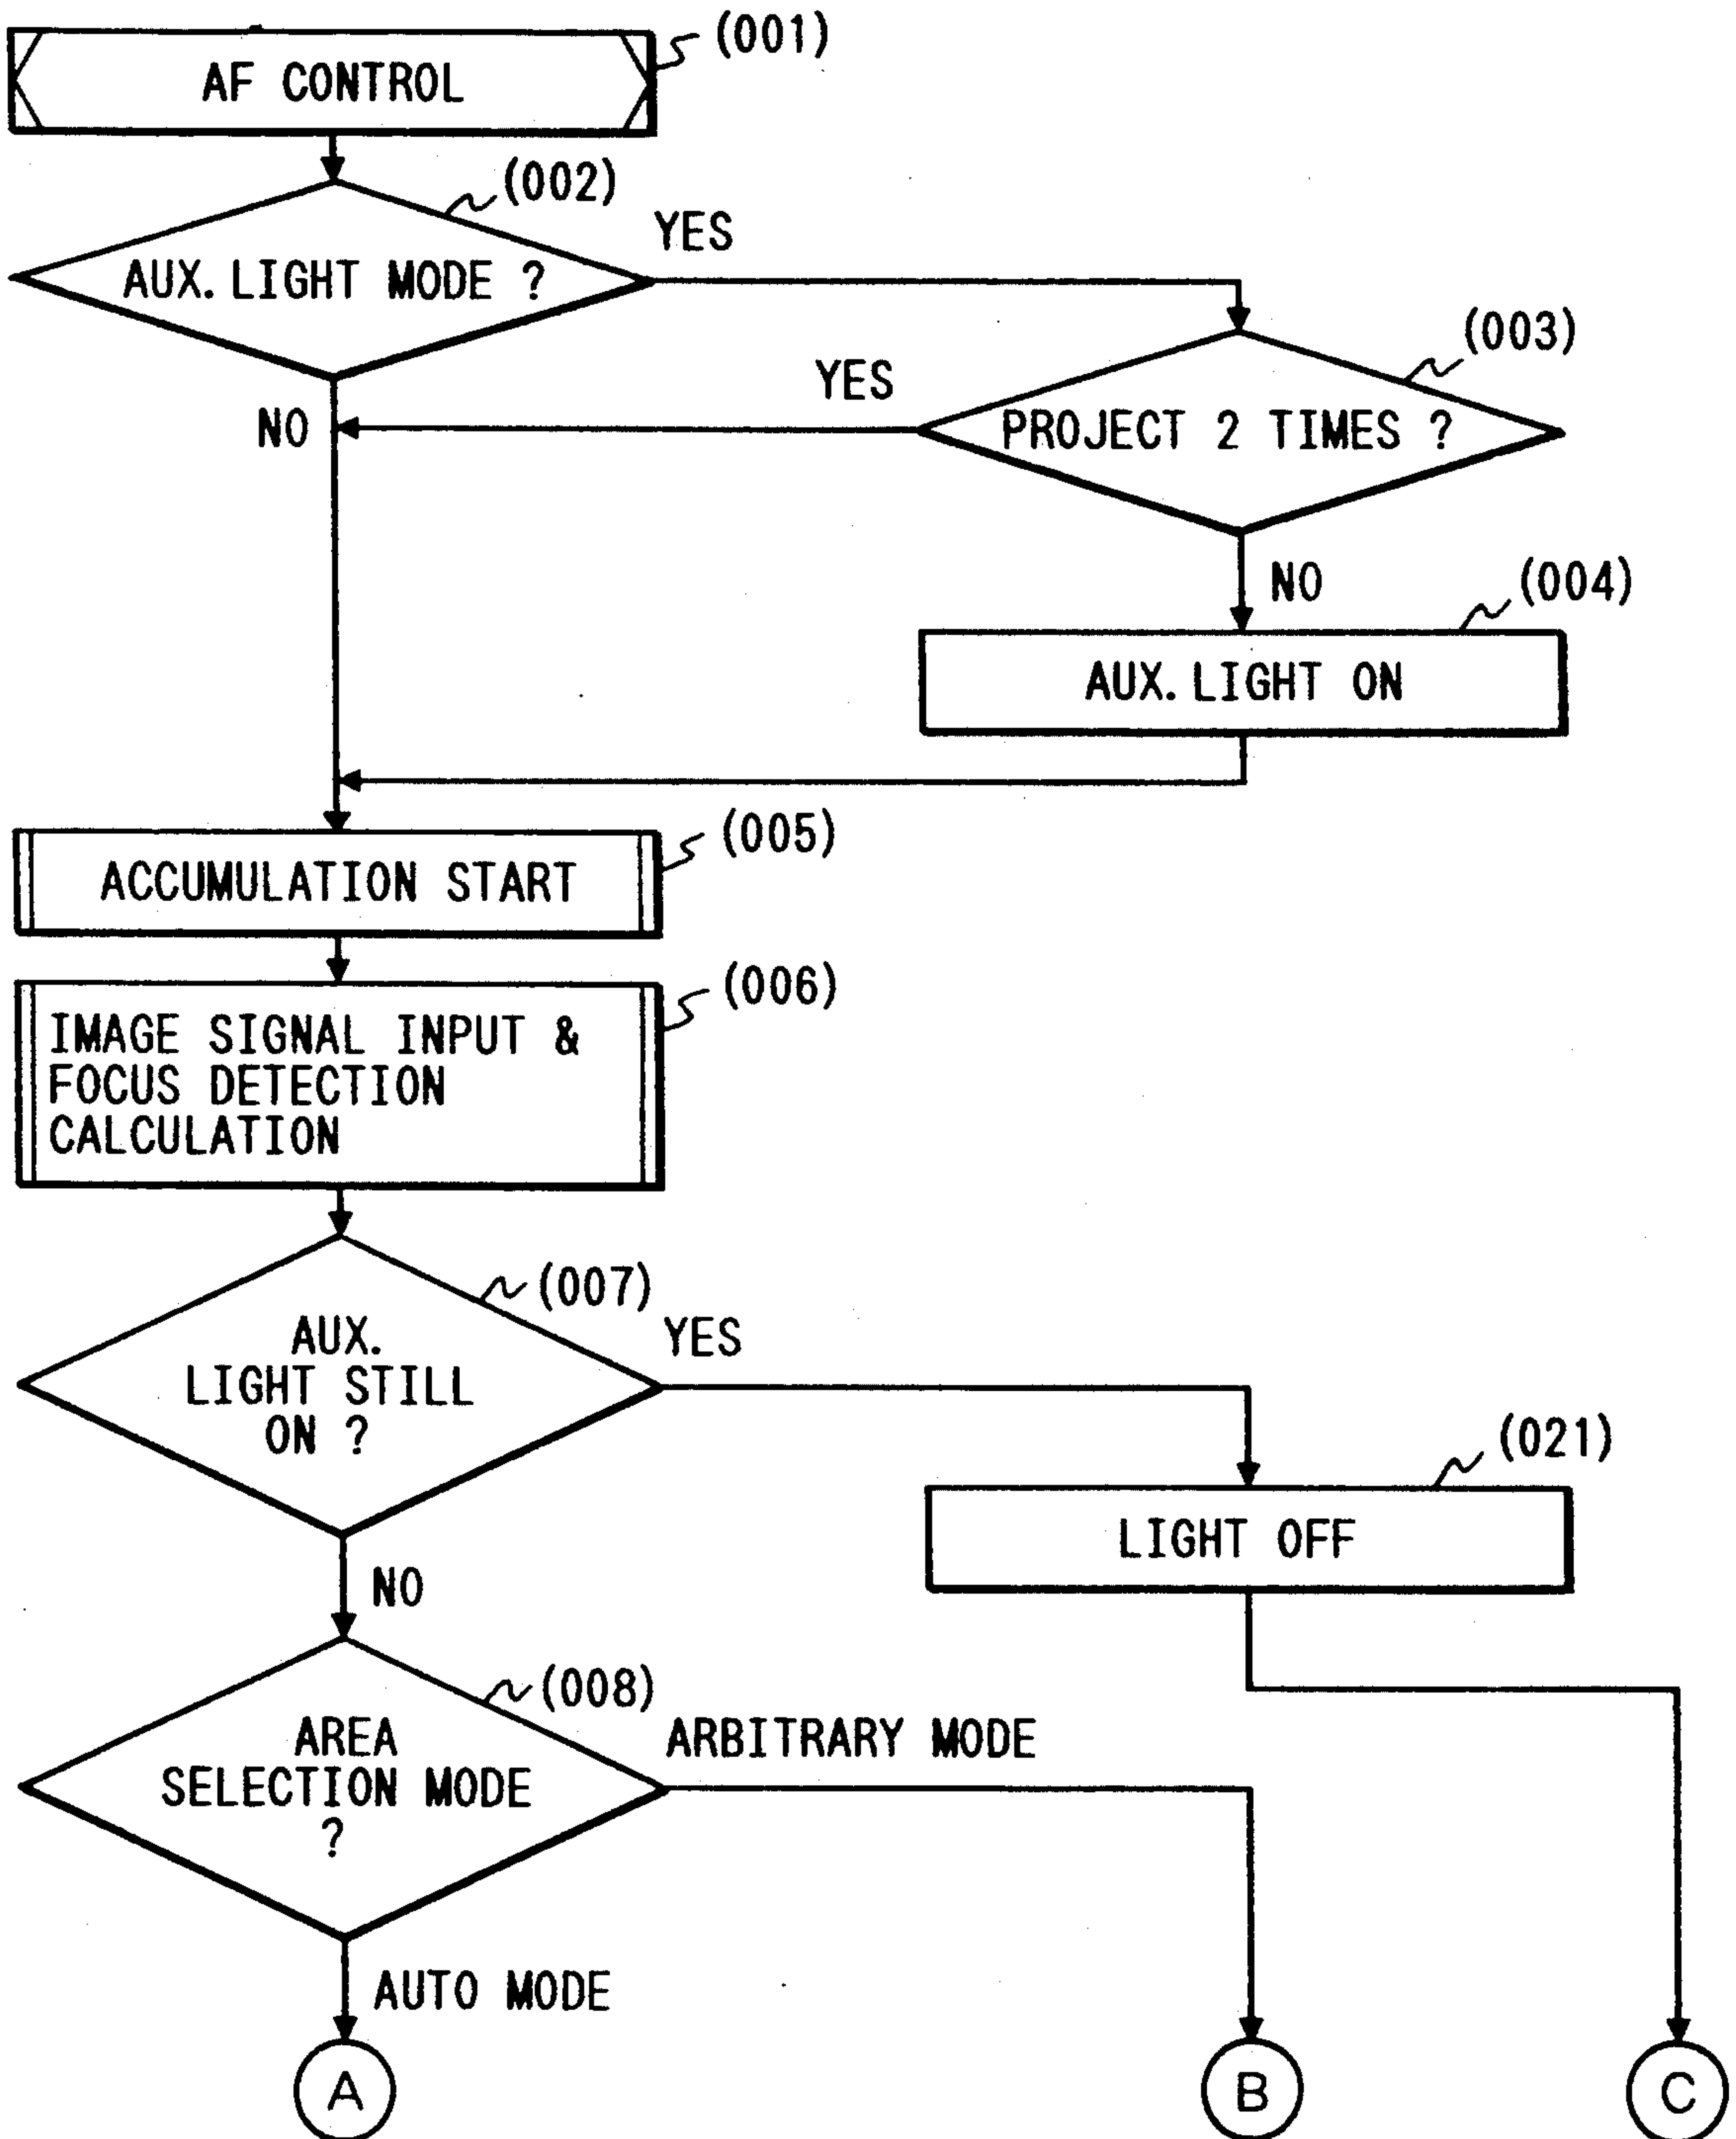 (001)
AF CONTROL
(002)
YES
AUX. LIGHT MODE ?
(003)
YES
NO
PROJECT 2 TIMES ?
NO
(004)
AUX. LIGHT ON
(005)
ACCUMULATION START
(006)
IMAGE SIGNAL INPUT &
FOCUS DETECTION
CALCULATION
(007)
YES
AUX.
LIGHT STILL
ON ?
(021)
LIGHT OFF
NO
(008)
ARBITRARY MODE
AREA
SELECTION MODE
?
AUTO MODE
A
B
C